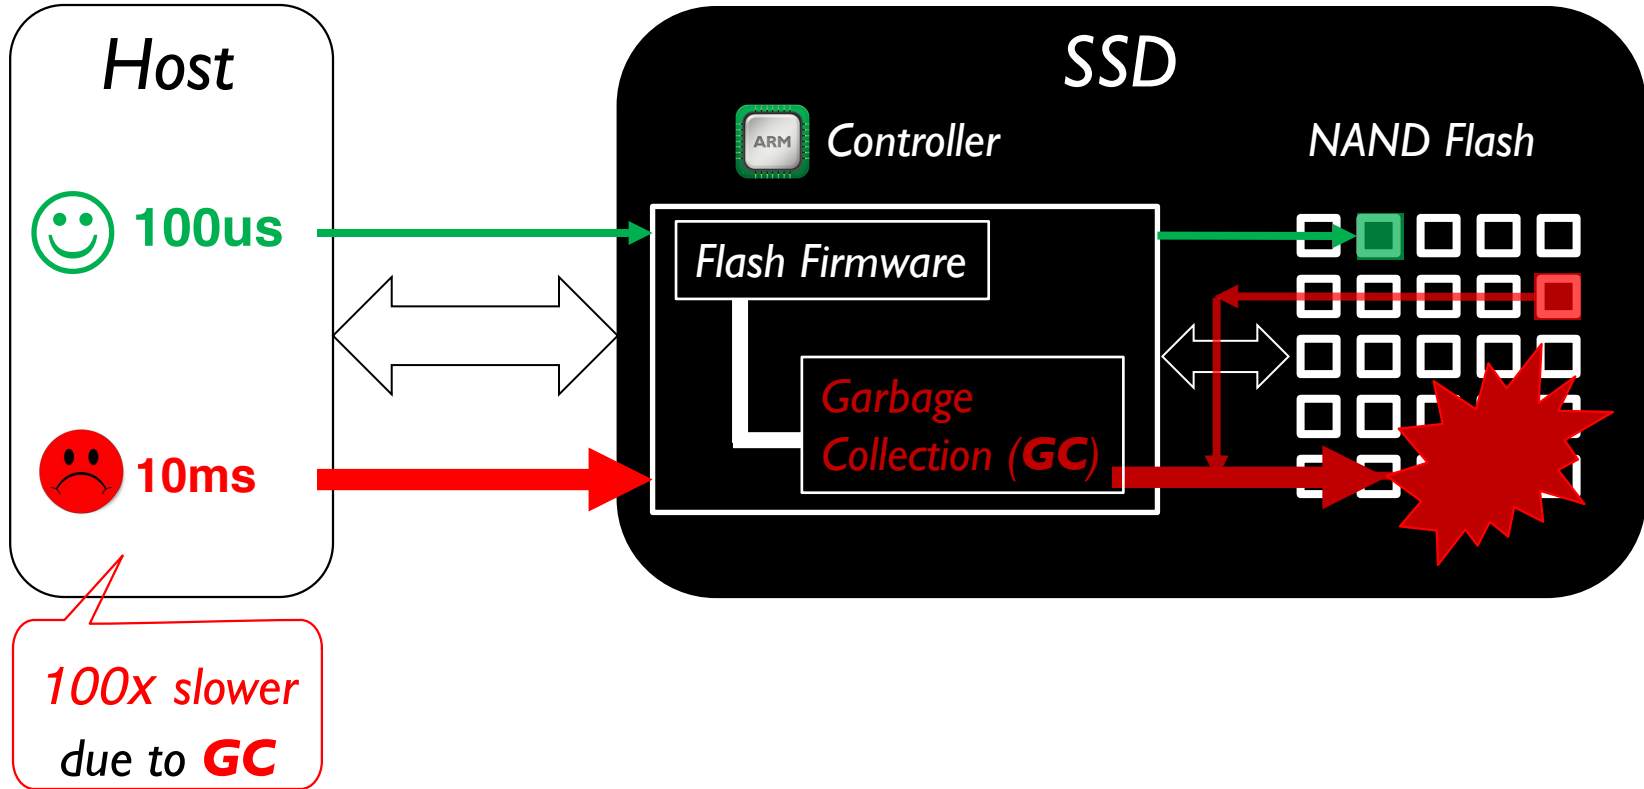 Host
SSD
ARM
Controller
NAND Flash
100us
Flash Firmware
Garbage
Collection (GC)
10ms
100x slower
due to GC